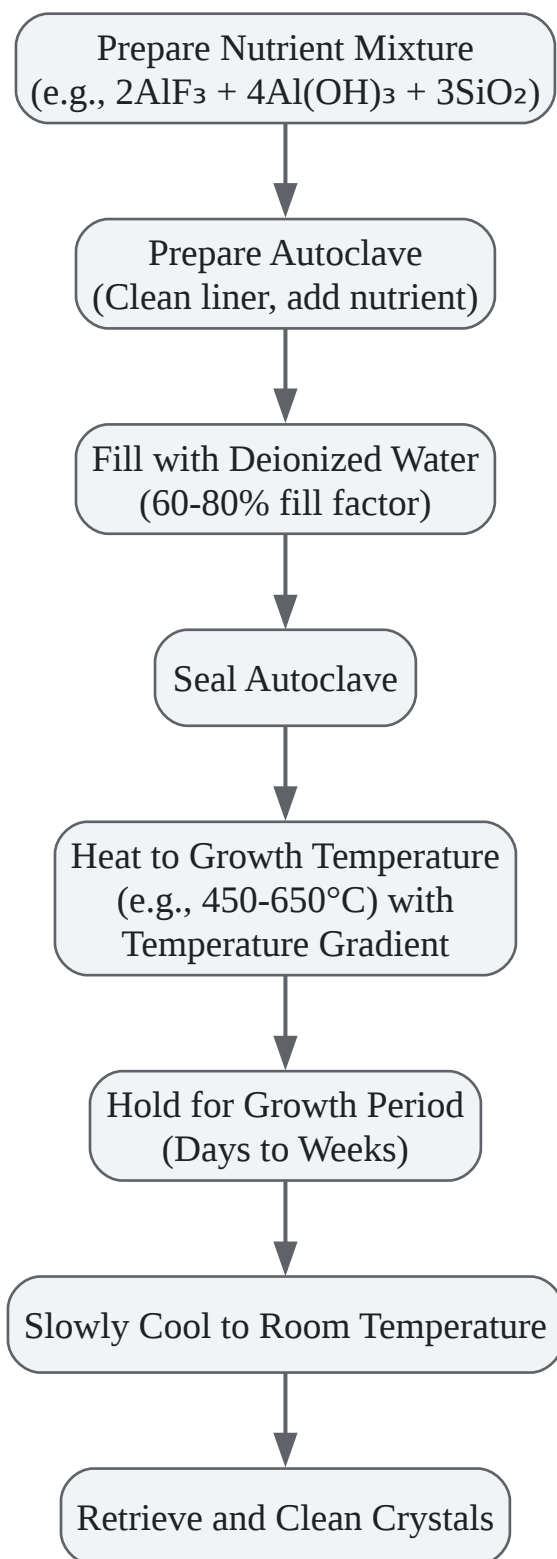 Prepare Nutrient Mixture
(e.g., 2AlF₃ + 4Al(OH)₃ + 3SiO₂)
Prepare Autoclave
(Clean liner, add nutrient)
Fill with Deionized Water
(60-80% fill factor)
Seal Autoclave
Heat to Growth Temperature
(e.g., 450-650°C) with
Temperature Gradient
Hold for Growth Period
(Days to Weeks)
Slowly Cool to Room Temperature
Retrieve and Clean Crystals